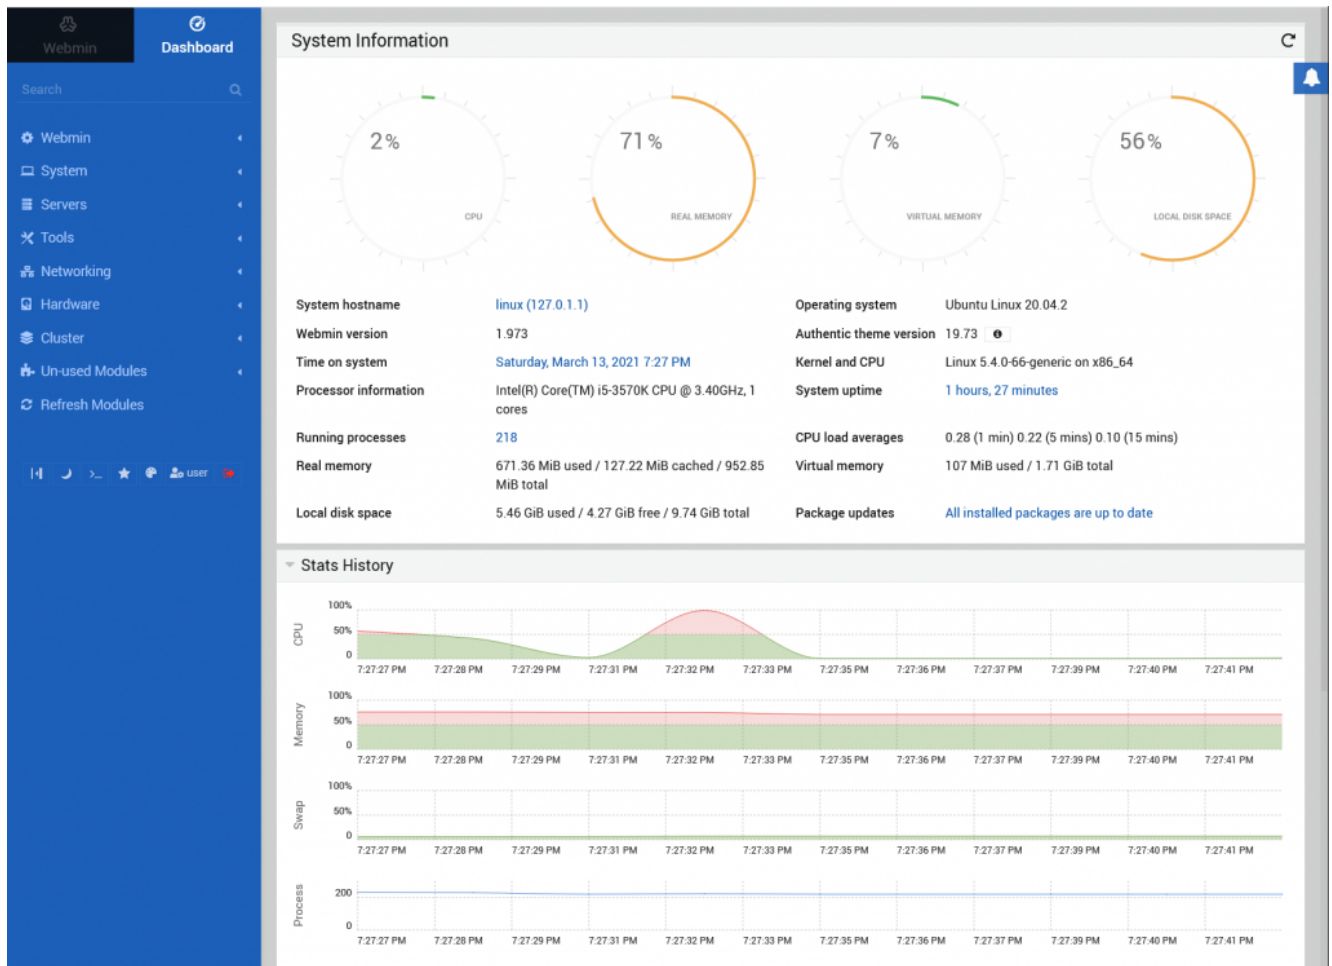 Webmin
Dashboard
Search
Webmin
System
Servers
Tools
Networking
Hardware
Cluster
Un-used Modules
Refresh Modules
>_ user
System Information
2%
CPU
71%
REAL MEMORY
7%
VIRTUAL MEMORY
56%
LOCAL DISK SPACE
System hostname linux (127.0.1.1) Operating system Ubuntu Linux 20.04.2
Webmin version 1.973 Authentic theme version 19.73
Time on system Saturday, March 13, 2021 7:27 PM Kernel and CPU Linux 5.4.0-66-generic on x86_64
Processor information Intel(R) Core(TM) i5-3570K CPU @ 3.40GHz, 1 System uptime 1 hours, 27 minutes
cores
Running processes 218 CPU load averages 0.28 (1 min) 0.22 (5 mins) 0.10 (15 mins)
Real memory 671.36 MiB used / 127.22 MiB cached / 952.85 Virtual memory 107 MiB used / 1.71 GiB total
MiB total
Local disk space 5.46 GiB used / 4.27 GiB free / 9.74 GiB total Package updates All installed packages are up to date
Stats History
CPU
100%
50%
0
7:27:27 PM 7:27:28 PM 7:27:29 PM 7:27:31 PM 7:27:32 PM 7:27:33 PM 7:27:35 PM 7:27:36 PM 7:27:37 PM 7:27:39 PM 7:27:40 PM 7:27:41 PM
Memory
100%
50%
0
7:27:27 PM 7:27:28 PM 7:27:29 PM 7:27:31 PM 7:27:32 PM 7:27:33 PM 7:27:35 PM 7:27:36 PM 7:27:37 PM 7:27:39 PM 7:27:40 PM 7:27:41 PM
Swap
100%
50%
0
7:27:27 PM 7:27:28 PM 7:27:29 PM 7:27:31 PM 7:27:32 PM 7:27:33 PM 7:27:35 PM 7:27:36 PM 7:27:37 PM 7:27:39 PM 7:27:40 PM 7:27:41 PM
Process
200
0
7:27:27 PM 7:27:28 PM 7:27:29 PM 7:27:31 PM 7:27:32 PM 7:27:33 PM 7:27:35 PM 7:27:36 PM 7:27:37 PM 7:27:39 PM 7:27:40 PM 7:27:41 PM